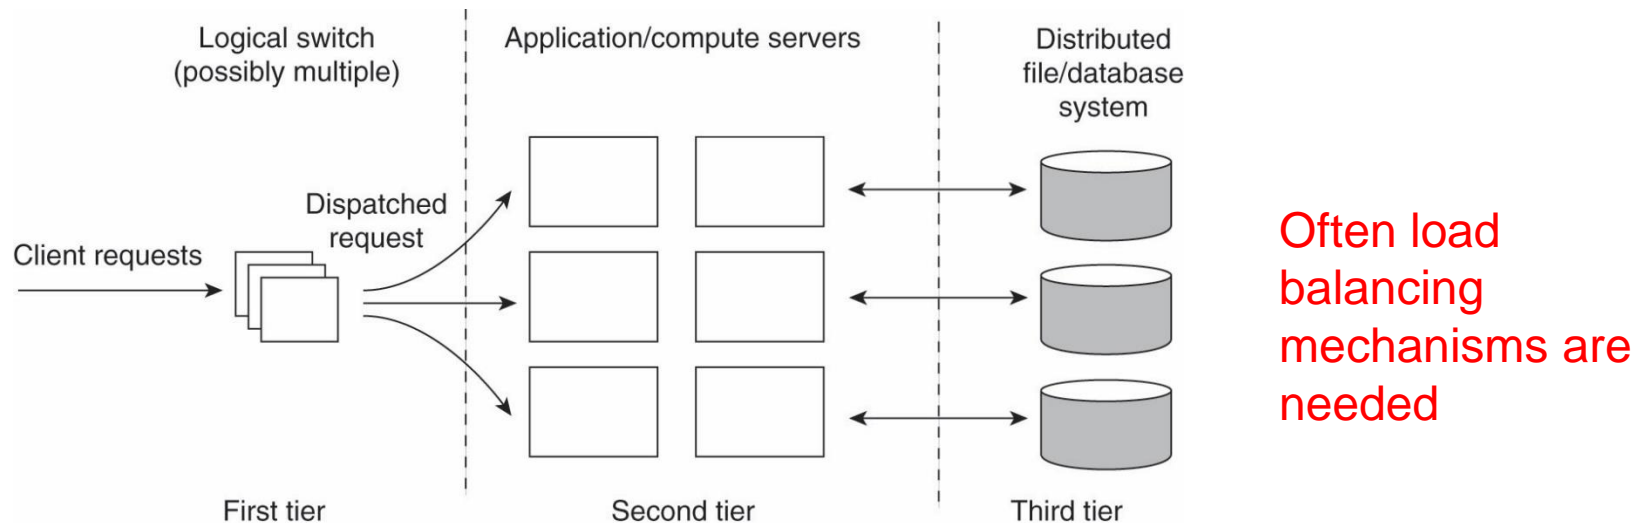 Logical switch
(possibly multiple)
Application/compute servers
Distributed
file/database
system
Client requests
Dispatched
request
First tier
Second tier
Third tier
Often load
balancing
mechanisms are
needed